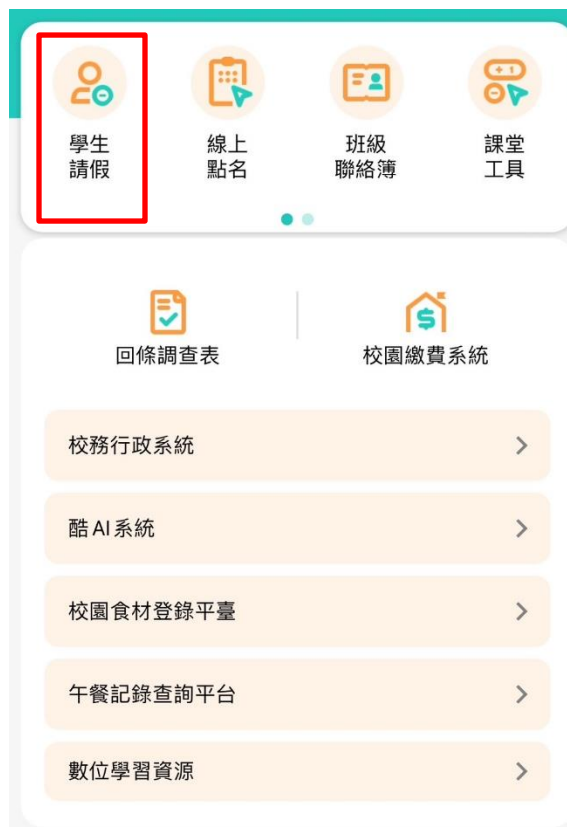 學生
請假
線上
點名
班級
聯絡簿
課堂
工具
回條調查表
校園繳費系統
校務行政系統
酷AI系統
校園食材登錄平臺
午餐記錄查詢平台
數位學習資源